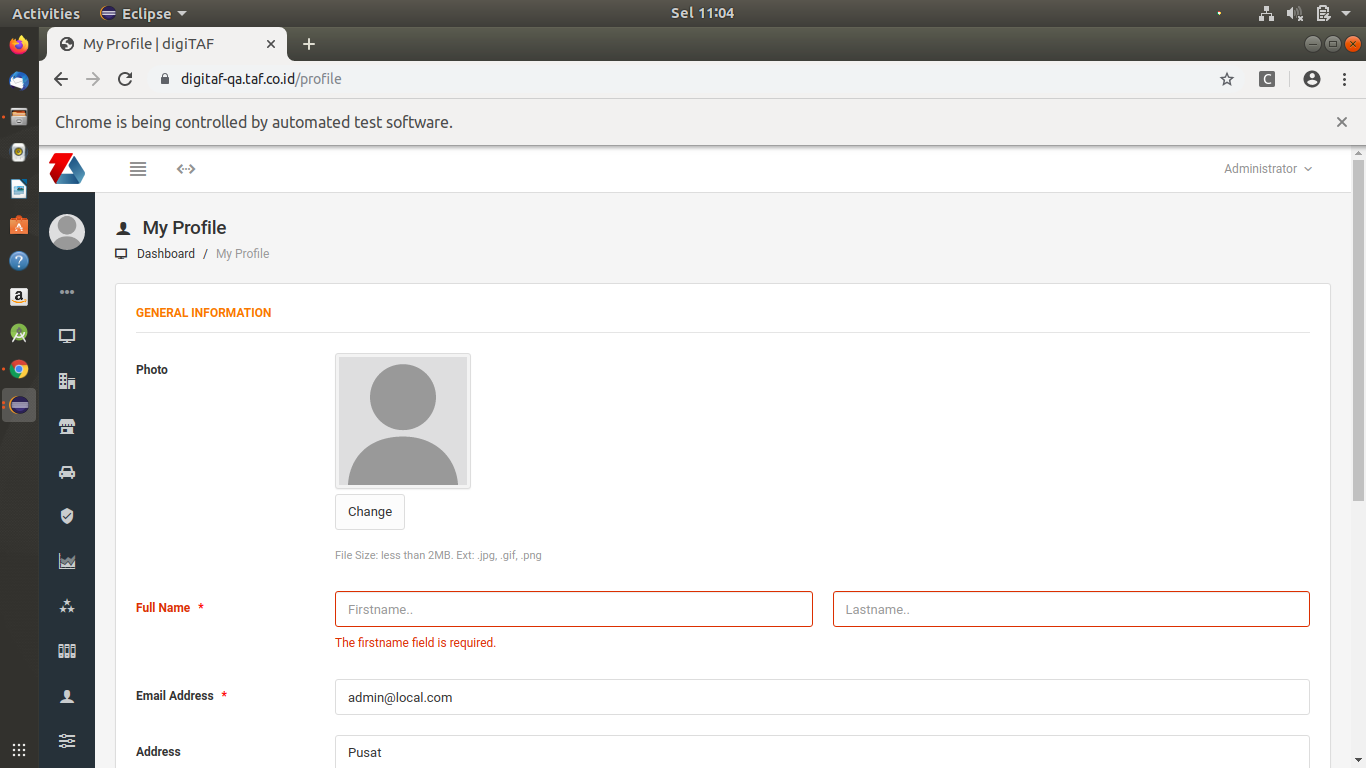 Activities Eclipse Sel 11:04
My Profile | digiTAF
digitaf-qa.taf.co.id/profile
C
Chrome is being controlled by automated test software.
Administrator
My Profile
Dashboard / My Profile
GENERAL INFORMATION
Photo
Change
File Size: less than 2MB. Ext: .jpg, .gif, .png
Full Name * Firstname.. Lastname..
The firstname field is required.
Email Address * admin@local.com
Address Pusat